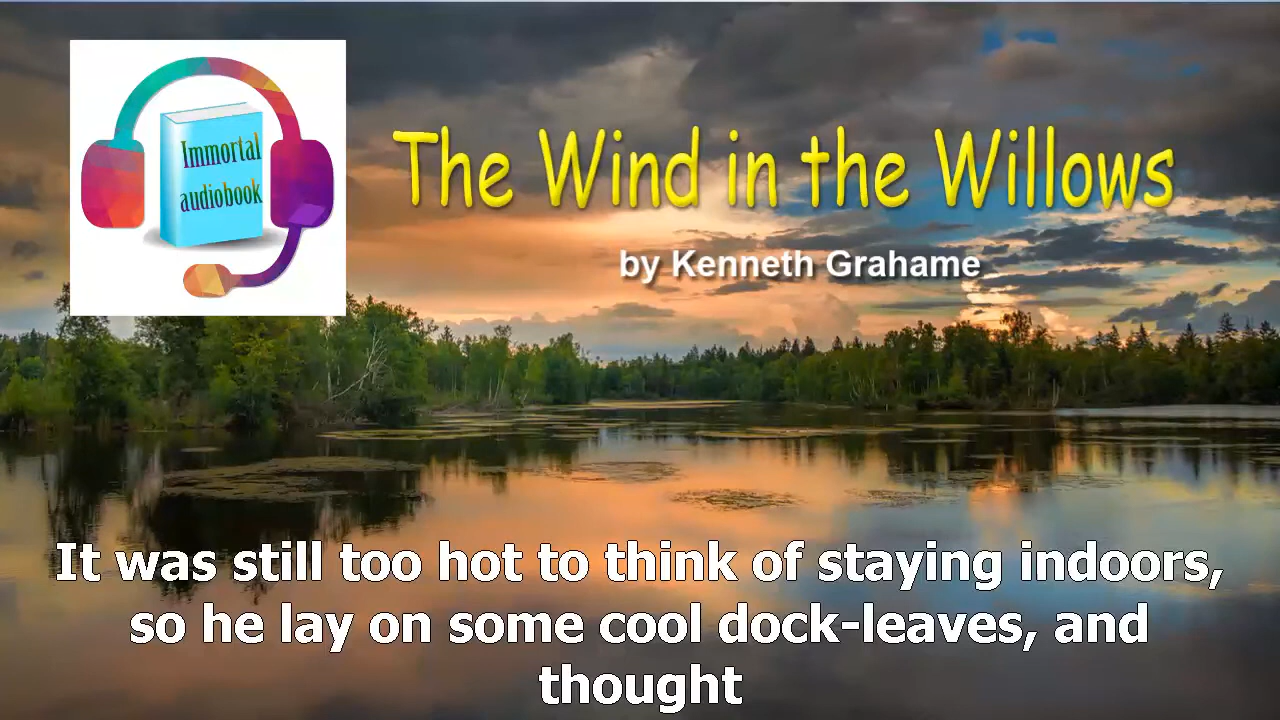 Immortal
audiobook
The Wind in the Willows
by Kenneth Grahame
It was still too hot to think of staying indoors,
so he lay on some cool dock-leaves, and
thought